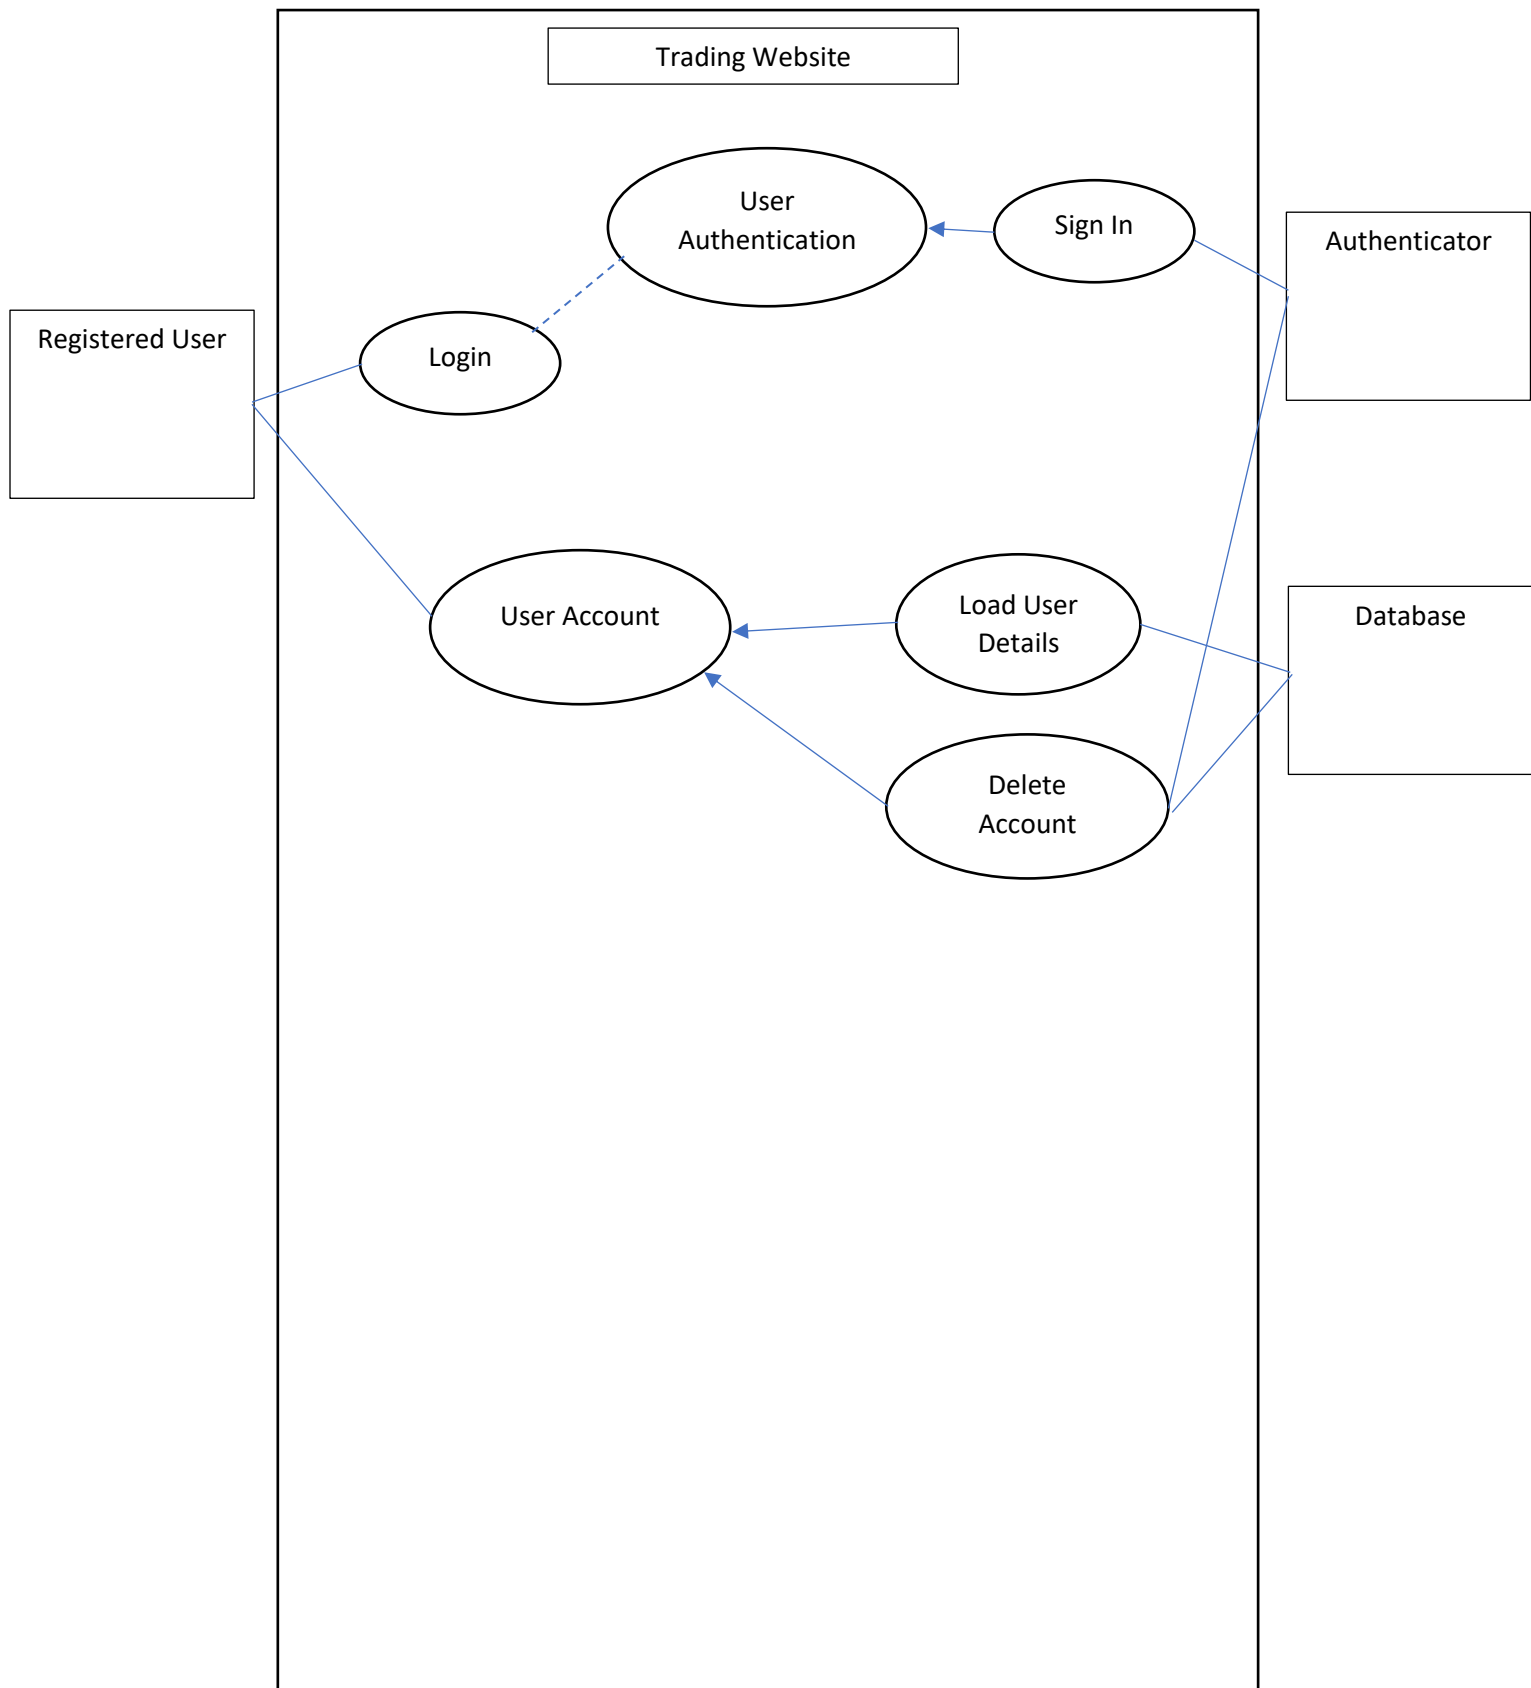 Trading Website
User
Authentication
Sign In
Authenticator
Registered User
Login
User Account
Load User
Details
Database
Delete
Account